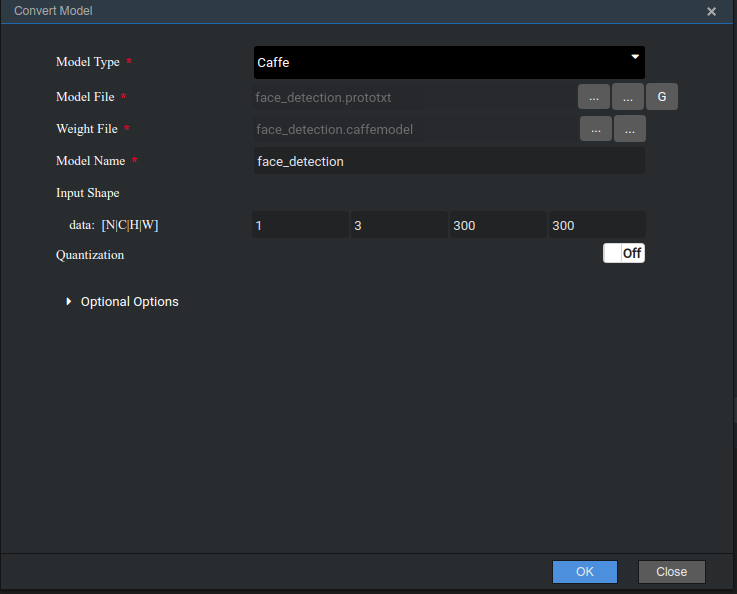 Convert Model ×
Model Type * Caffe
Model File * face_detection.prototxt ... ... G
Weight File * face_detection.caffemodel ... ...
Model Name * face_detection
Input Shape
data: [N|C|H|W] 1 3 300 300
Quantization Off
Optional Options
OK Close